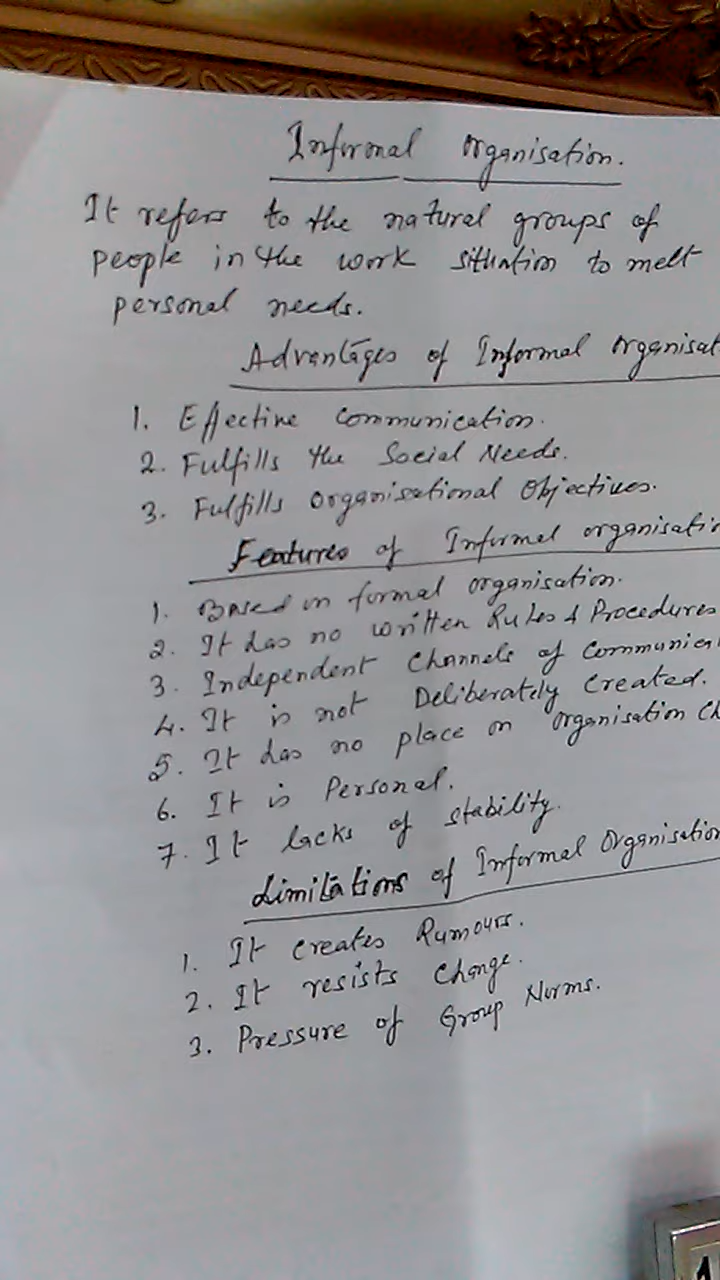 Informal organisation.
It refers to the natural groups of
people in the work situation to melt
personal needs.
Advantages of Informal organisat
1. Effective Communication.
2. Fulfills the Social Needs.
3. Fulfills Organisational Objectives.
Features of Informal organisatio
1. Based on formal organisation.
2. It has no written Rules & Procedures
3. Independent Channels of Communica
4. It is not Deliberately Created.
5. It has no place on organisation Ch
6. It is Personal.
7. It lacks of stability.
Limitations of Informal Organisation
1. It creates Rumours.
2. It resists Change.
3. Pressure of Group Norms.